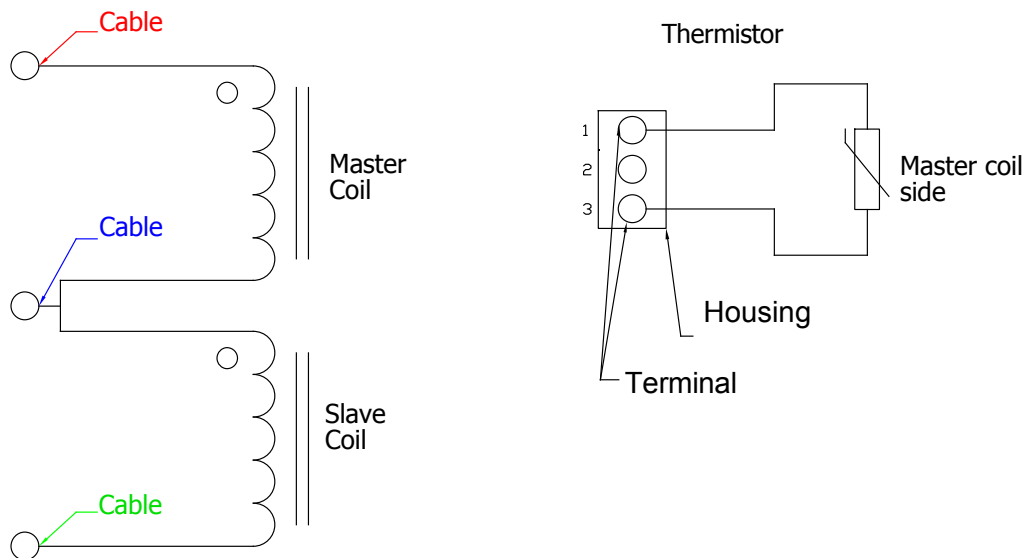 Cable
Master
Coil
Cable
Slave
Coil
Cable
Thermistor
1
2
3
Master coil
side
Housing
Terminal